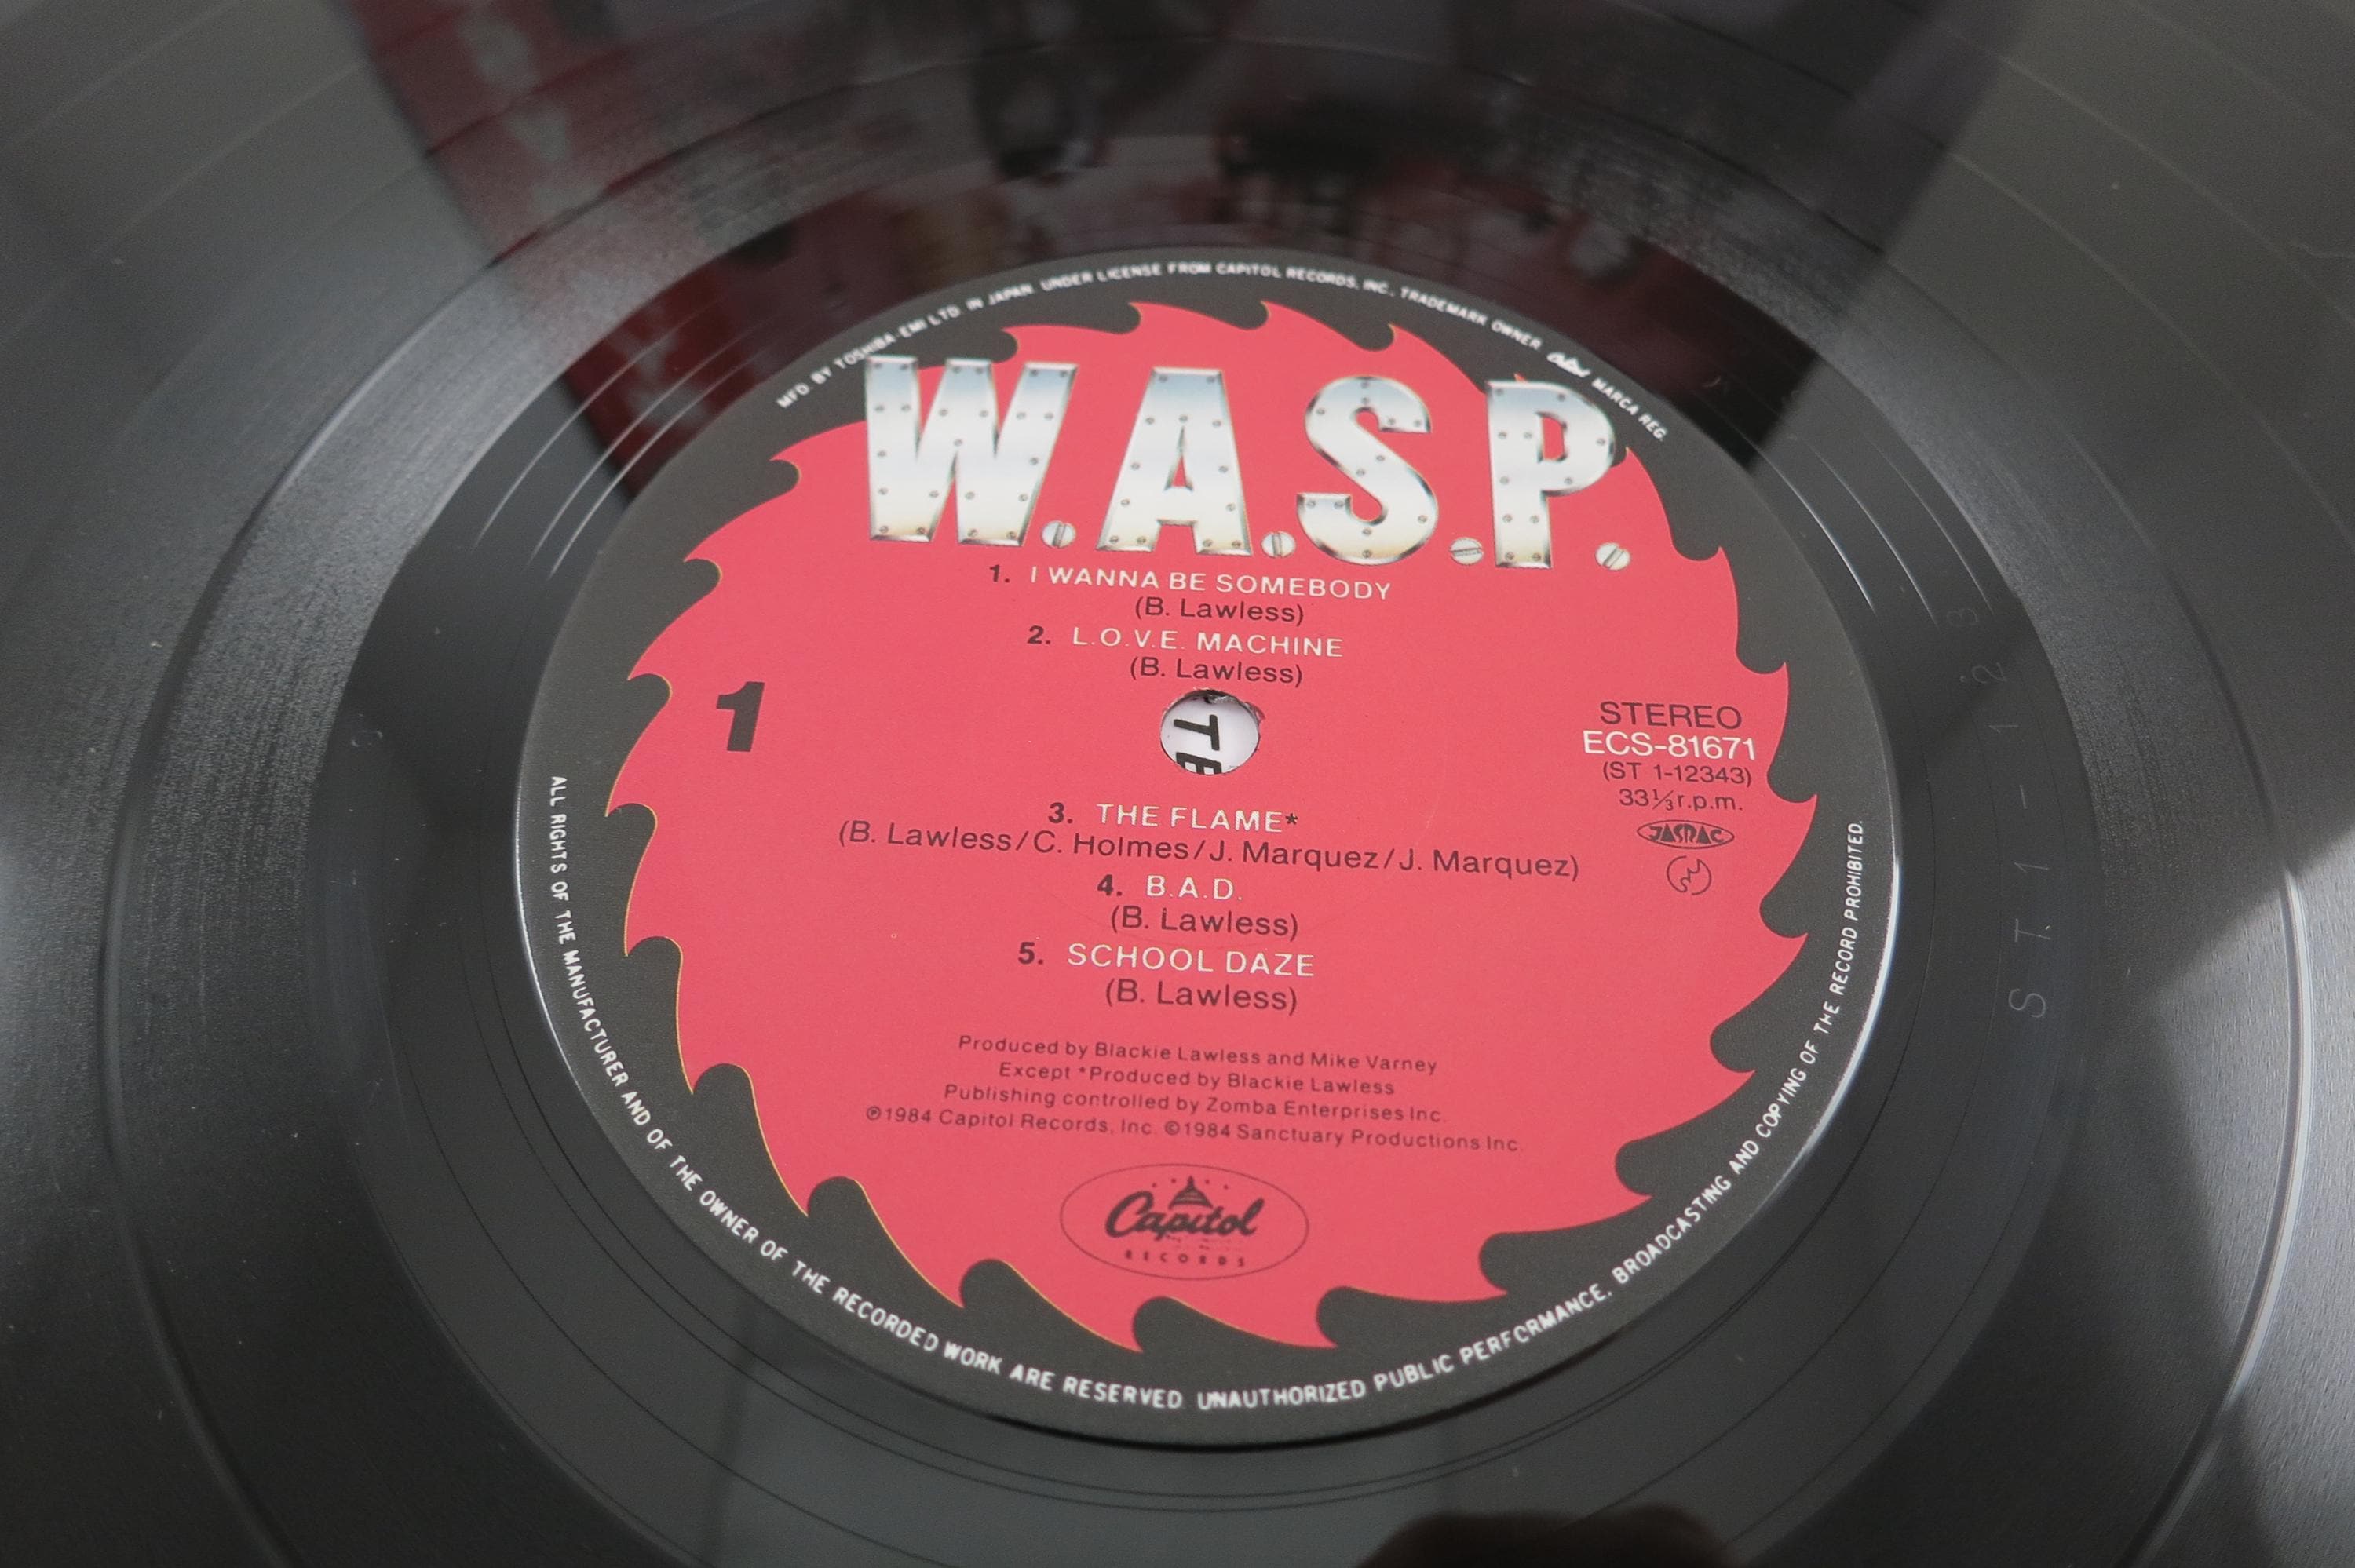 MFD. BY TOSHIBA-EMI LTD. IN JAPAN UNDER LICENSE FROM CAPITOL RECORDS, INC., TRADEMARK OWNER Capitol MARCA REG.
W.A.S.P.
1. I WANNA BE SOMEBODY
(B. Lawless)
2. L.O.V.E. MACHINE
(B. Lawless)
1
TE
STEREO
ECS-81671
(ST 1-12343)
33⅓r.p.m.
JASRAC
3. THE FLAME*
(B. Lawless/C. Holmes/J. Marquez/J. Marquez)
4. B.A.D.
(B. Lawless)
5. SCHOOL DAZE
(B. Lawless)
Produced by Blackie Lawless and Mike Varney
Except *Produced by Blackie Lawless
Publishing controlled by Zomba Enterprises Inc.
℗1984 Capitol Records, Inc. ©1984 Sanctuary Productions Inc.
Capitol
RECORDS
ALL RIGHTS OF THE MANUFACTURER AND OF THE OWNER OF THE RECORDED WORK ARE RESERVED UNAUTHORIZED PUBLIC PERFORMANCE, BROADCASTING AND COPYING OF THE RECORD PROHIBITED.
ST1-12